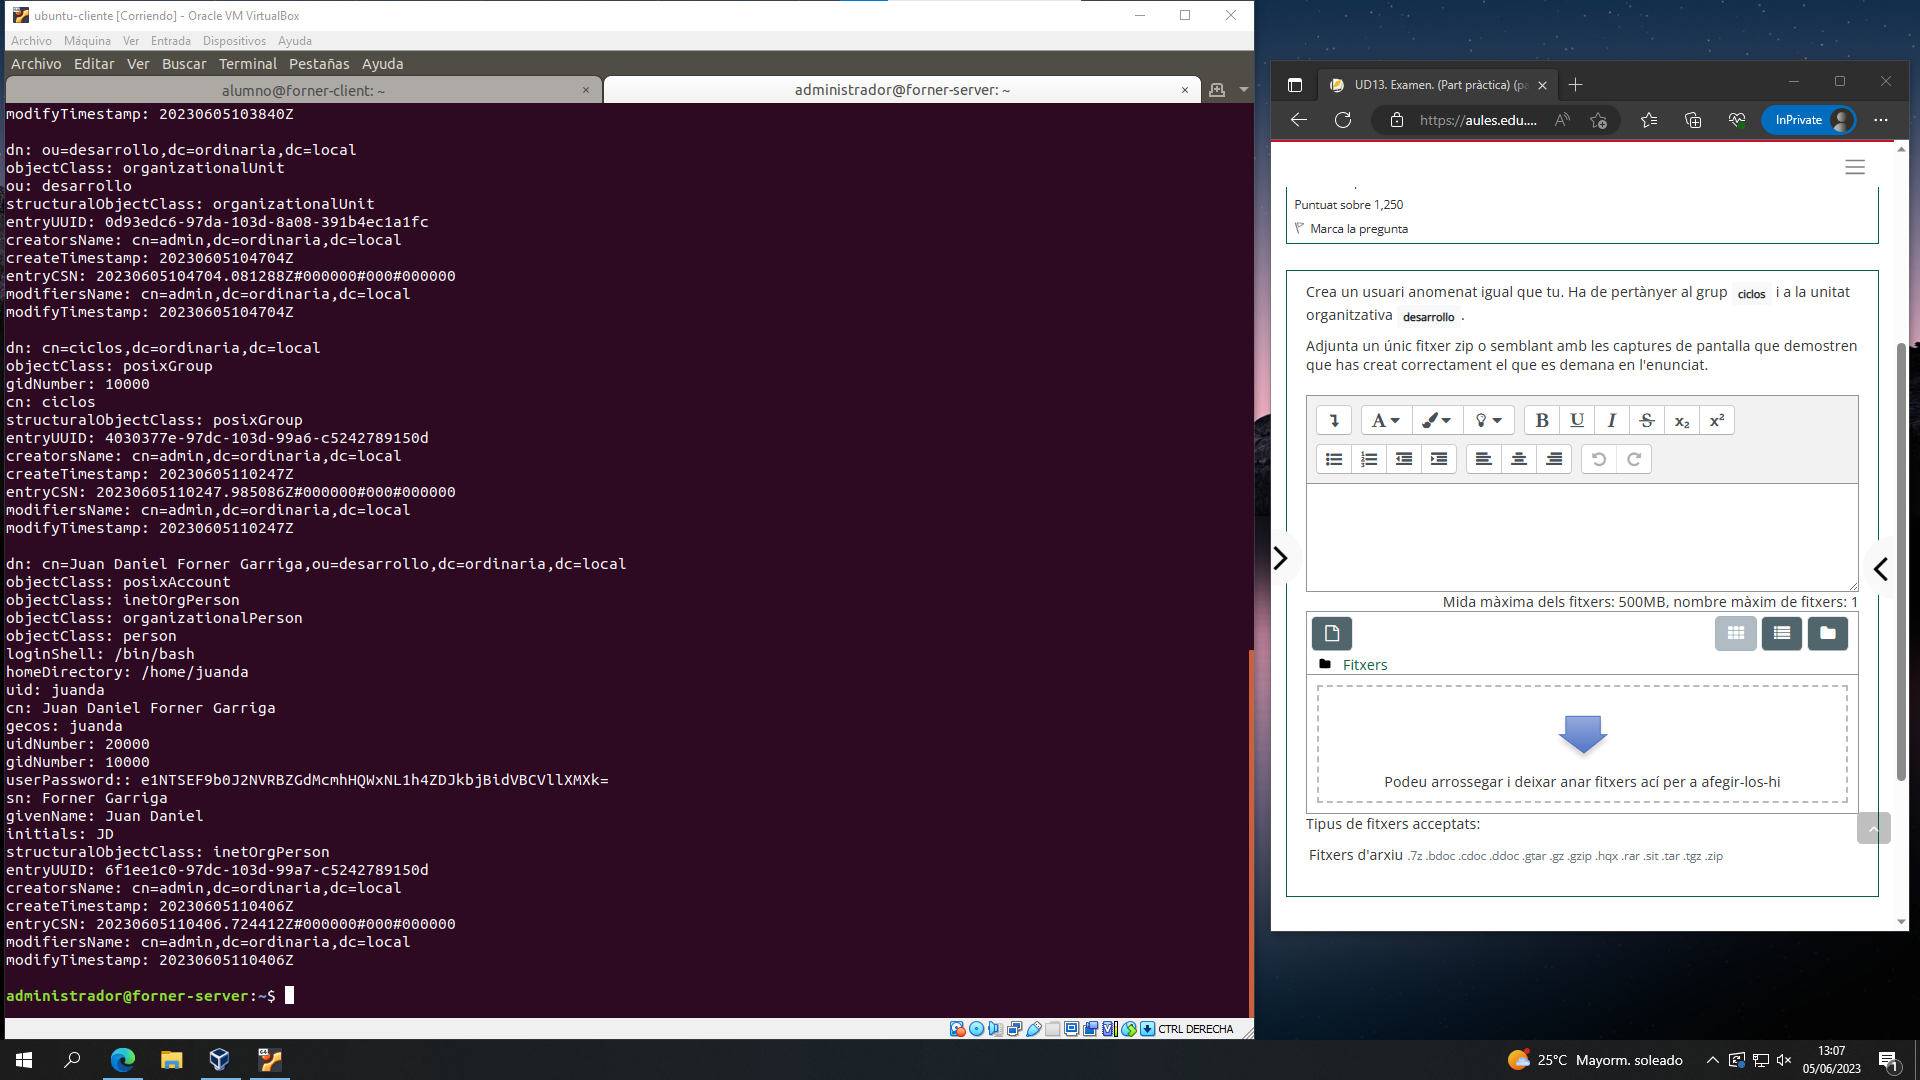 ubuntu-cliente [Corriendo] - Oracle VM VirtualBox
Archivo Máquina Ver Entrada Dispositivos Ayuda
Archivo Editar Ver Buscar Terminal Pestañas Ayuda
alumno@forner-client: ~
administrador@forner-server: ~
modifyTimestamp: 20230605103840Z
dn: ou=desarrollo,dc=ordinaria,dc=local
objectClass: organizationalUnit
ou: desarrollo
structuralObjectClass: organizationalUnit
entryUUID: 0d93edc6-97da-103d-8a08-391b4ec1a1fc
creatorsName: cn=admin,dc=ordinaria,dc=local
createTimestamp: 20230605104704Z
entryCSN: 20230605104704.081288Z#000000#000#000000
modifiersName: cn=admin,dc=ordinaria,dc=local
modifyTimestamp: 20230605104704Z
dn: cn=ciclos,dc=ordinaria,dc=local
objectClass: posixGroup
gidNumber: 10000
cn: ciclos
structuralObjectClass: posixGroup
entryUUID: 4030377e-97dc-103d-99a6-c5242789150d
creatorsName: cn=admin,dc=ordinaria,dc=local
createTimestamp: 20230605110247Z
entryCSN: 20230605110247.985086Z#000000#000#000000
modifiersName: cn=admin,dc=ordinaria,dc=local
modifyTimestamp: 20230605110247Z
dn: cn=Juan Daniel Forner Garriga,ou=desarrollo,dc=ordinaria,dc=local
objectClass: posixAccount
objectClass: inetOrgPerson
objectClass: organizationalPerson
objectClass: person
loginShell: /bin/bash
homeDirectory: /home/juanda
uid: juanda
cn: Juan Daniel Forner Garriga
gecos: juanda
uidNumber: 20000
gidNumber: 10000
userPassword:: e1NTSEF9b0J2NVRBZGdMcmhHQWxNL1h4ZDJkbjBidVBCVllXMXk=
sn: Forner Garriga
givenName: Juan Daniel
initials: JD
structuralObjectClass: inetOrgPerson
entryUUID: 6f1ee1c0-97dc-103d-99a7-c5242789150d
creatorsName: cn=admin,dc=ordinaria,dc=local
createTimestamp: 20230605110406Z
entryCSN: 20230605110406.724412Z#000000#000#000000
modifiersName: cn=admin,dc=ordinaria,dc=local
modifyTimestamp: 20230605110406Z
administrador@forner-server:~$
CTRL DERECHA
UD13. Examen. (Part pràctica) (pa
https://aules.edu....
InPrivate
Puntuat sobre 1,250
Marca la pregunta
Crea un usuari anomenat igual que tu. Ha de pertànyer al grup ciclos i a la unitat
organitzativa desarrollo .
Adjunta un únic fitxer zip o semblant amb les captures de pantalla que demostren
que has creat correctament el que es demana en l'enunciat.
A B U I S x₂ x²
Mida màxima dels fitxers: 500MB, nombre màxim de fitxers: 1
Fitxers
Podeu arrossegar i deixar anar fitxers ací per a afegir-los-hi
Tipus de fitxers acceptats:
Fitxers d'arxiu .7z .bdoc .cdoc .ddoc .gtar .gz .gzip .hqx .rar .sit .tar .tgz .zip
25°C Mayorm. soleado
13:07
05/06/2023
1